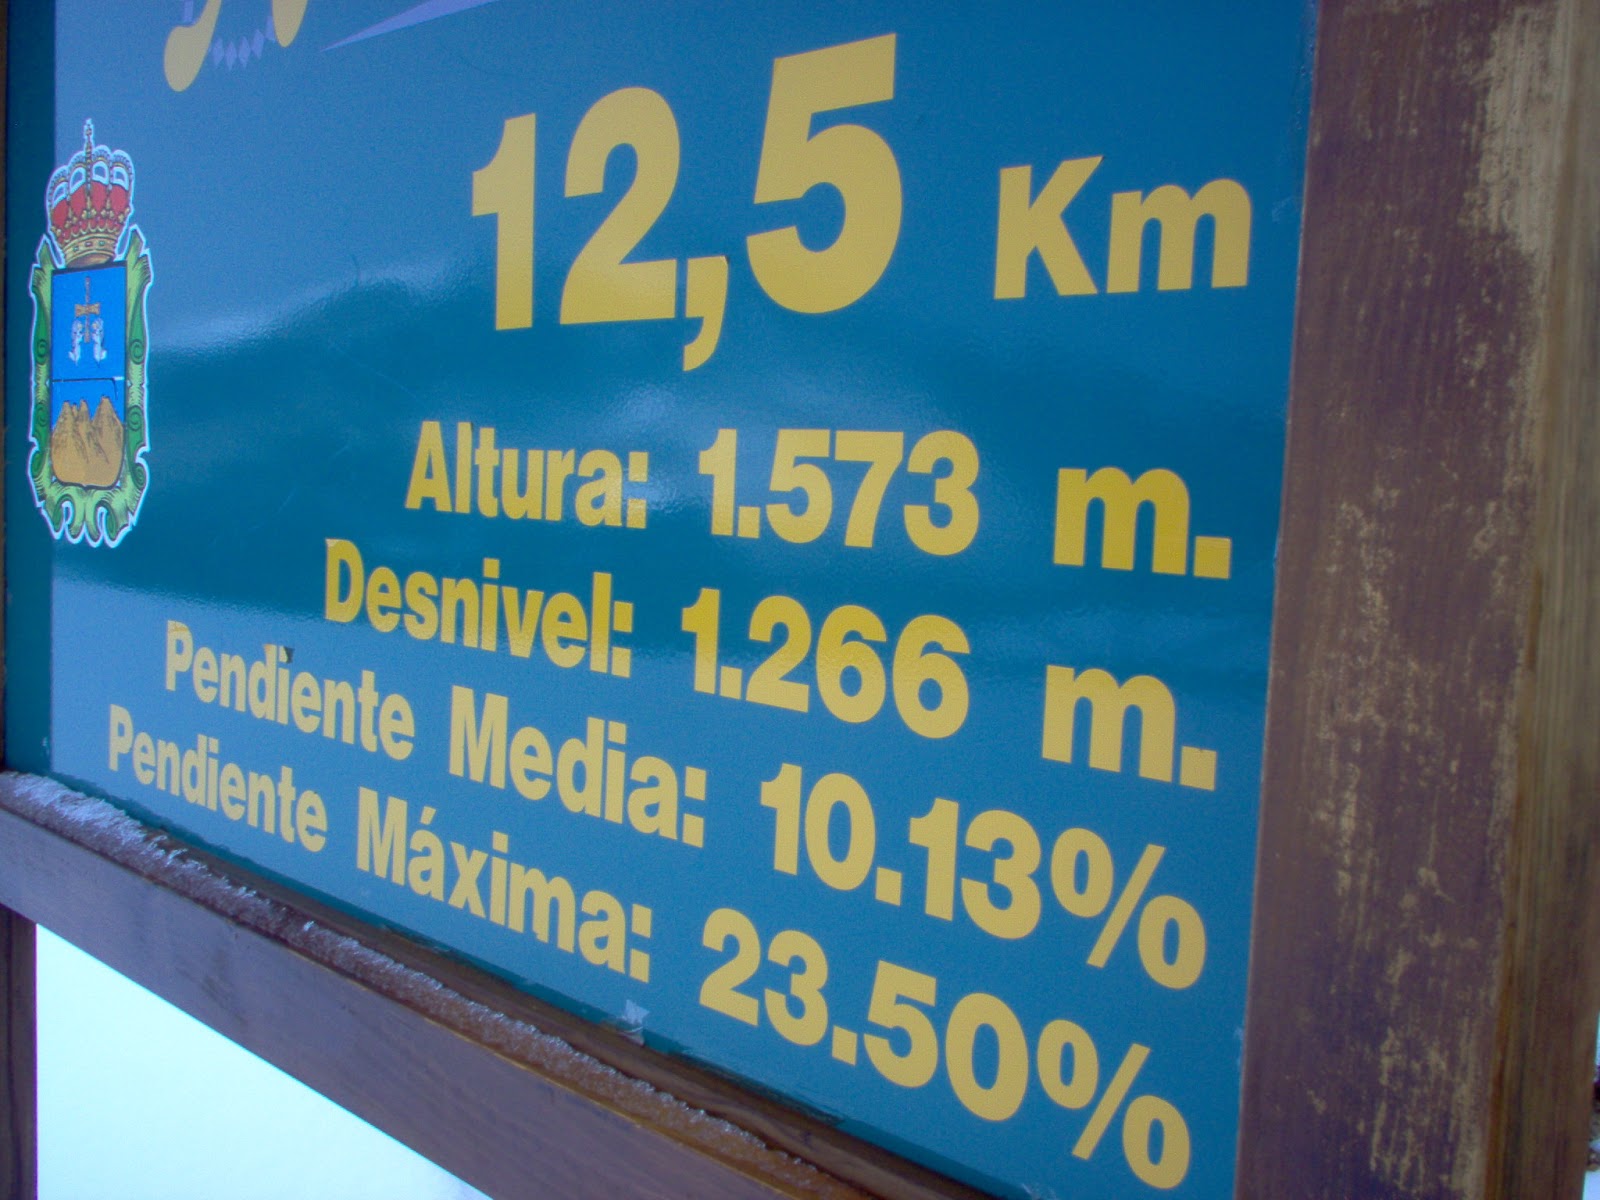 12,5 Km
Altura: 1.573 m.
Desnivel: 1.266 m.
Pendiente Media: 10.13%
Pendiente Máxima: 23.50%